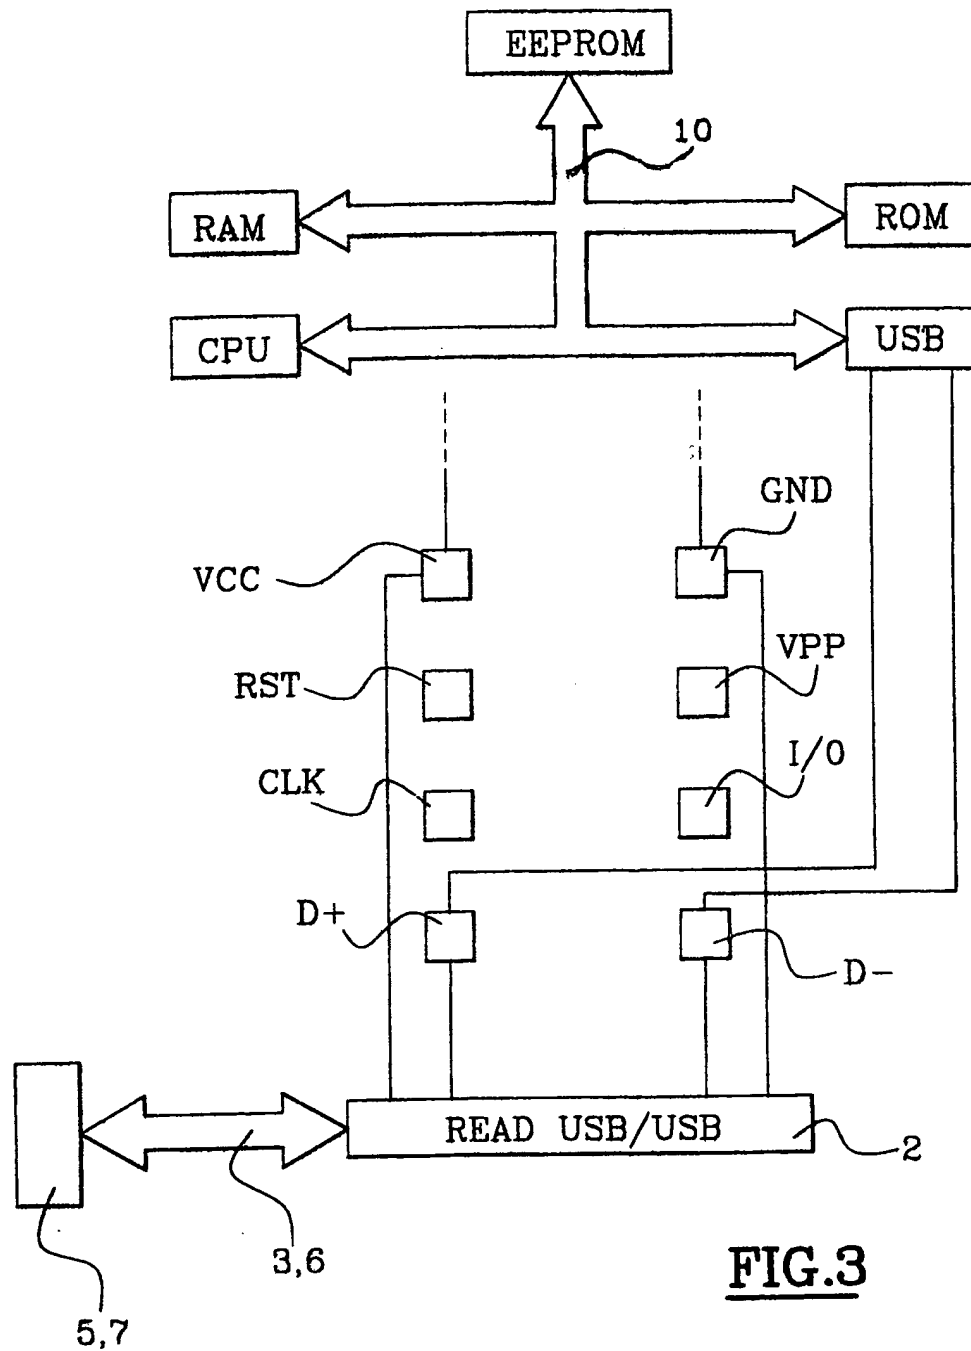 EEPROM
10
RAM
ROM
CPU
USB
GND
VCC
VPP
RST
I/O
CLK
D+
D-
READ USB/USB
2
3,6
FIG.3
5,7